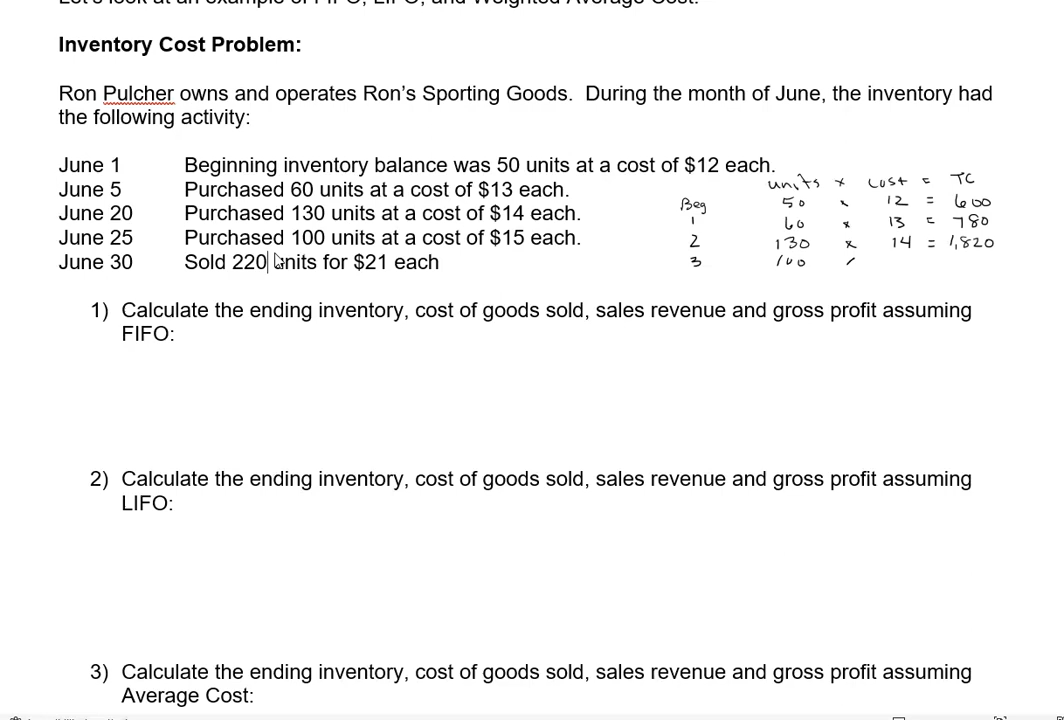 Inventory Cost Problem:
Ron Pulcher owns and operates Ron's Sporting Goods. During the month of June, the inventory had
the following activity:
June 1 Beginning inventory balance was 50 units at a cost of $12 each.
June 5 Purchased 60 units at a cost of $13 each.
June 20 Purchased 130 units at a cost of $14 each.
June 25 Purchased 100 units at a cost of $15 each.
June 30 Sold 220 units for $21 each
units x cost = TC
Beg 50 x 12 = 600
1 60 x 13 = 780
2 130 x 14 = 1,820
3 100
1) Calculate the ending inventory, cost of goods sold, sales revenue and gross profit assuming
FIFO:
2) Calculate the ending inventory, cost of goods sold, sales revenue and gross profit assuming
LIFO:
3) Calculate the ending inventory, cost of goods sold, sales revenue and gross profit assuming
Average Cost: